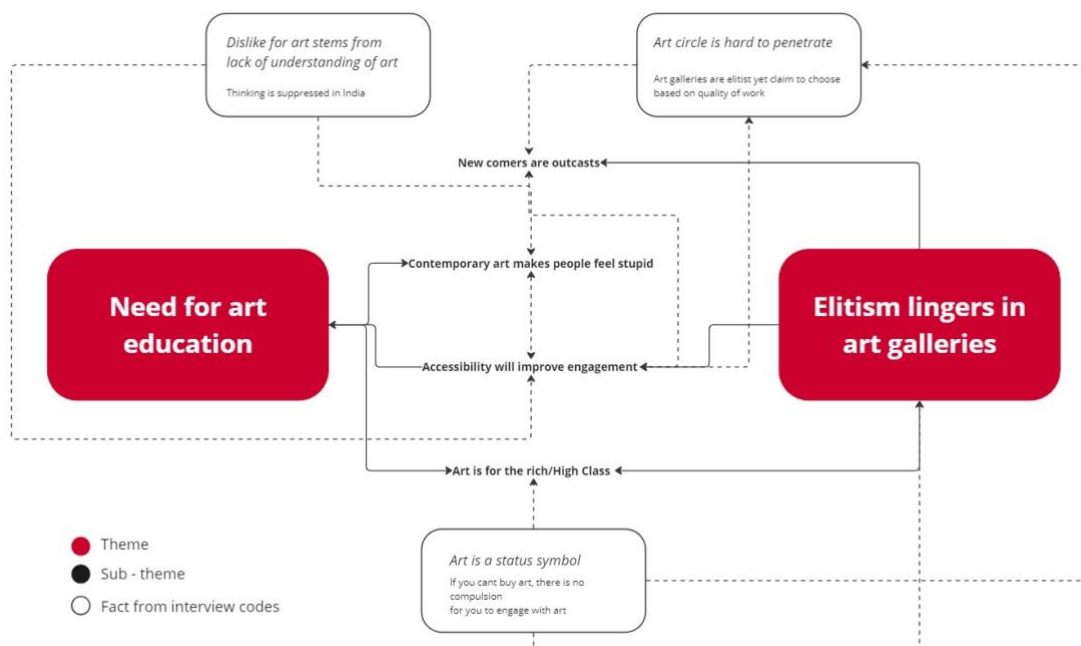 Dislike for art stems from
lack of understanding of art
Thinking is suppressed in India
Art circle is hard to penetrate
Art galleries are elitist yet claim to choose
based on quality of work
New comers are outcasts
Contemporary art makes people feel stupid
Need for art
education
Elitism lingers in
art galleries
Accessibility will improve engagement
Art is for the rich/High Class
Art is a status symbol
If you cant buy art, there is no
compulsion
for you to engage with art
Theme
Sub - theme
Fact from interview codes